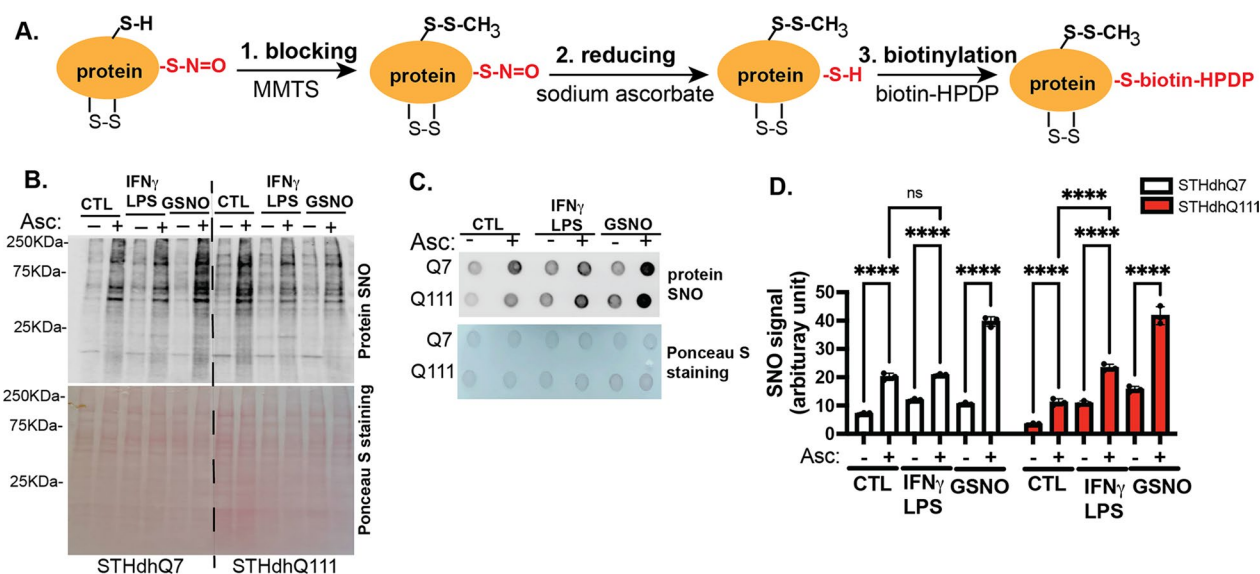 A.
S-H
protein
-S-N=O
S-S
1. blocking
MMTS
S-S-CH3
protein
-S-N=O
S-S
2. reducing
sodium ascorbate
S-S-CH3
protein
-S-H
S-S
3. biotinylation
biotin-HPDP
S-S-CH3
protein
-S-biotin-HPDP
S-S
B.
CTL IFNγ LPS GSNO CTL IFNγ LPS GSNO
Asc: − + − + − + − + − + − +
250KDa-
75KDa-
25KDa-
Protein SNO
250KDa-
75KDa-
25KDa-
Ponceau S staining
STHdhQ7 STHdhQ111
C.
CTL IFNγ LPS GSNO
Asc: - + - + - +
Q7
Q111
protein
SNO
Q7
Q111
Ponceau S
staining
D.
STHdhQ7
STHdhQ111
ns
****
****
****
****
****
****
****
SNO signal
(arbituray unit)
50
40
30
20
10
0
Asc: - + - + - + - + - + - +
CTL IFNγ LPS GSNO CTL IFNγ LPS GSNO